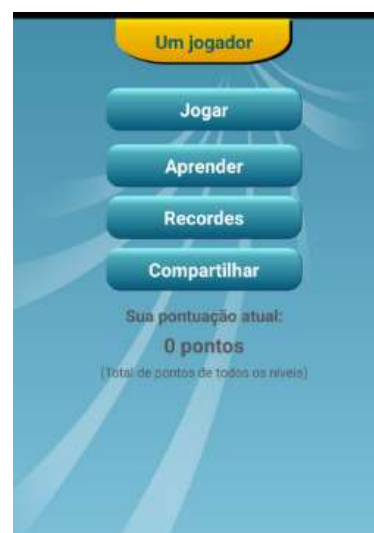 Um jogador
Jogar
Aprender
Recordes
Compartilhar
Sua pontuação atual:
0 pontos
(Total de pontos de todos os níveis)